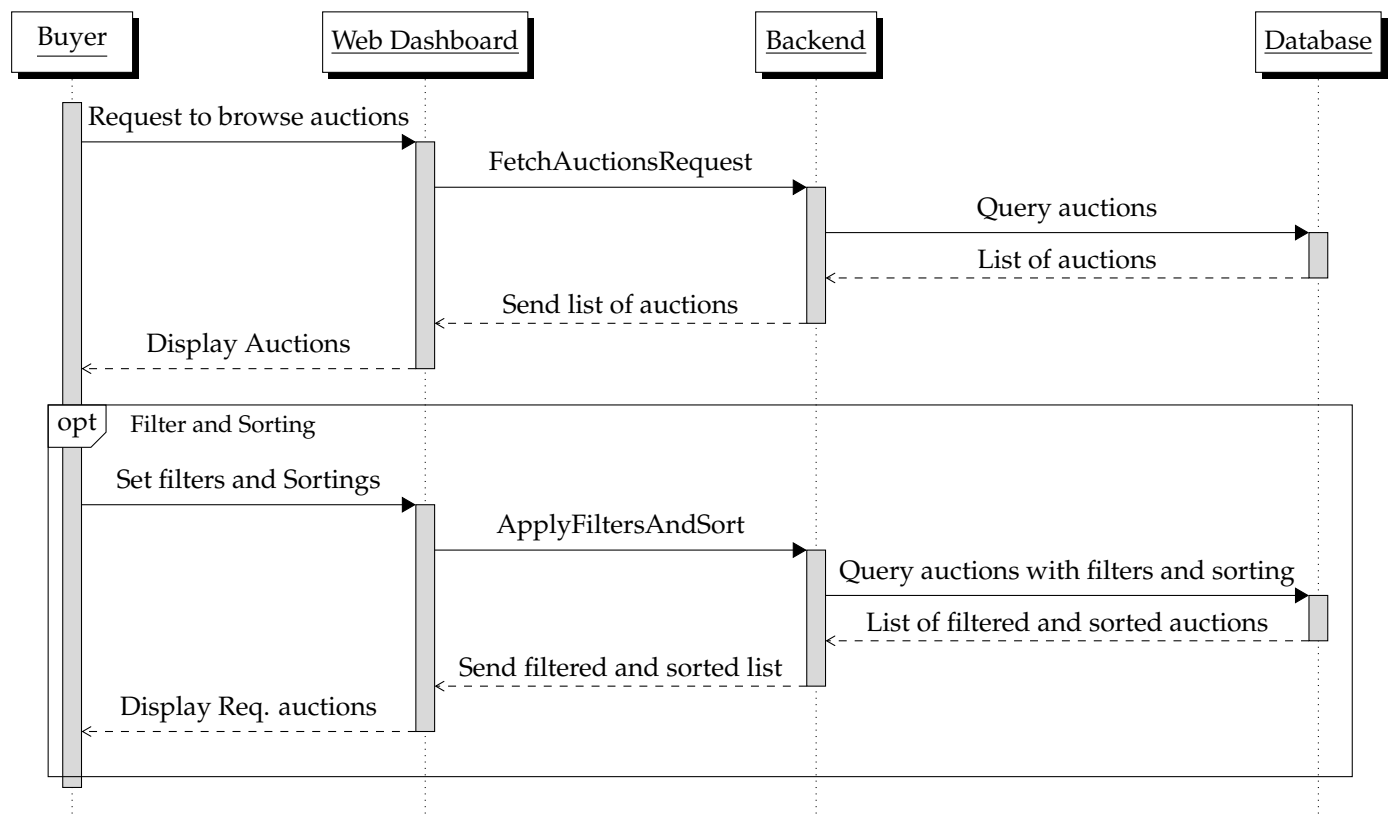 Buyer
Web Dashboard
Backend
Database
Request to browse auctions
FetchAuctionsRequest
Query auctions
List of auctions
Send list of auctions
Display Auctions
opt
Filter and Sorting
Set filters and Sortings
ApplyFiltersAndSort
Query auctions with filters and sorting
List of filtered and sorted auctions
Send filtered and sorted list
Display Req. auctions